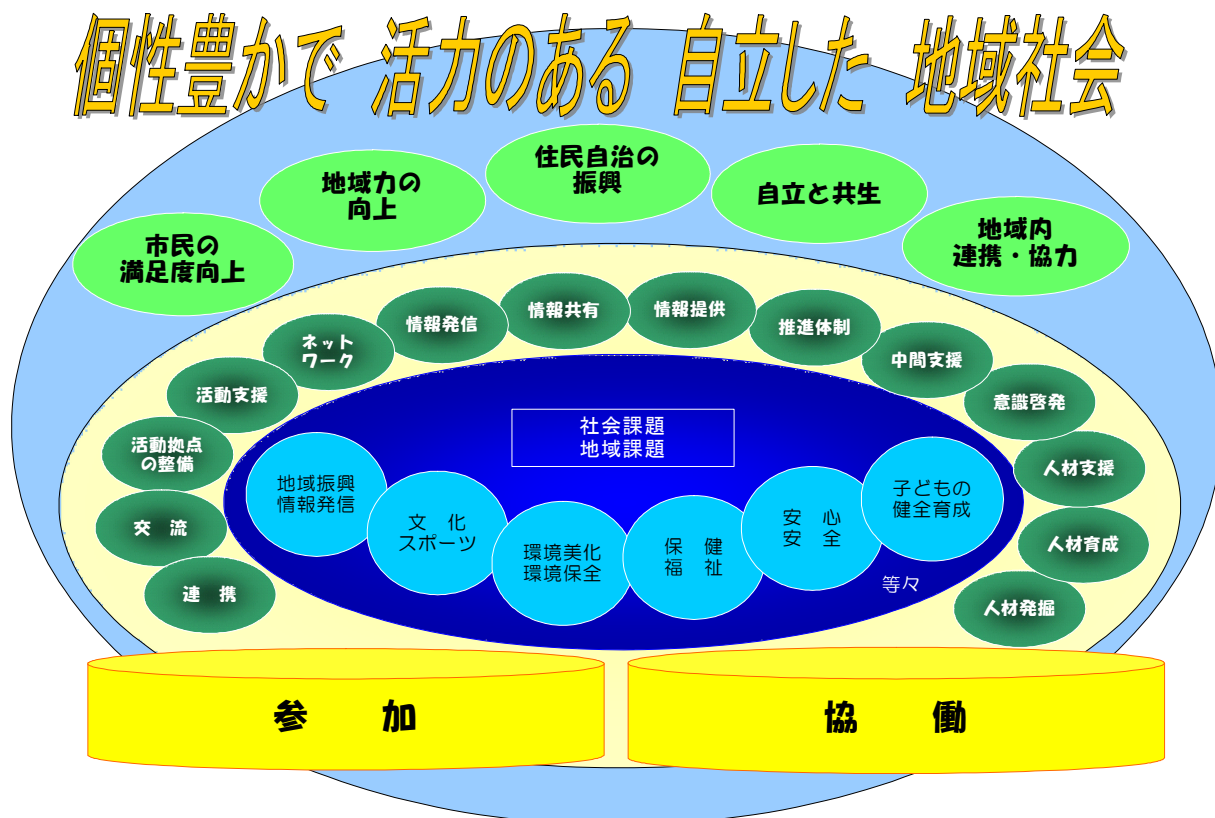 個性豊かで 活力のある 自立した 地域社会
住民自治の
振興
地域力の
向上
自立と共生
市民の
満足度向上
地域内
連携・協力
連 携
交 流
活動拠点
の整備
活動支援
ネット
ワーク
情報発信
情報共有
情報提供
推進体制
中間支援
意識啓発
人材支援
人材育成
人材発掘
社会課題
地域課題
地域振興
情報発信
文 化
スポーツ
環境美化
環境保全
保 健
福 祉
安 心
安 全
子どもの
健全育成
等々
参 加
協 働